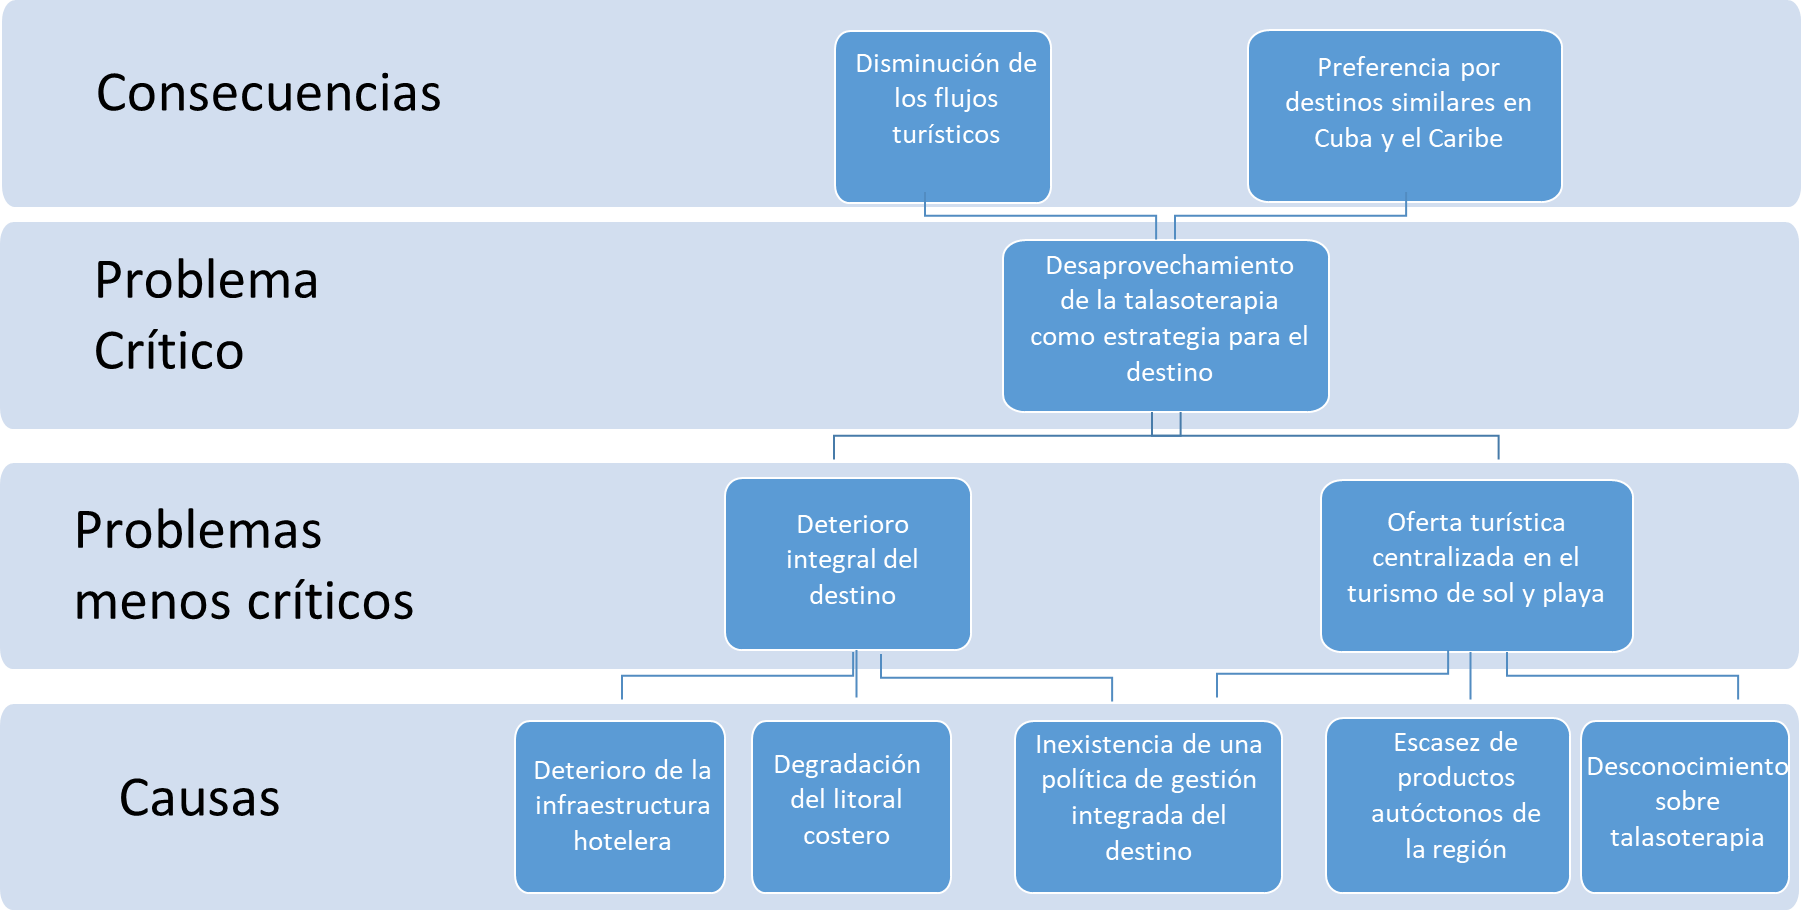 Consecuencias
Disminución de
los flujos
turísticos
Preferencia por
destinos similares en
Cuba y el Caribe
Problema
Crítico
Desaprovechamiento
de la talasoterapia
como estrategia para el
destino
Problemas
menos críticos
Deterioro
integral del
destino
Oferta turística
centralizada en el
turismo de sol y playa
Causas
Deterioro de la
infraestructura
hotelera
Degradación
del litoral
costero
Inexistencia de una
política de gestión
integrada del
destino
Escasez de
productos
autóctonos de
la región
Desconocimiento
sobre
talasoterapia